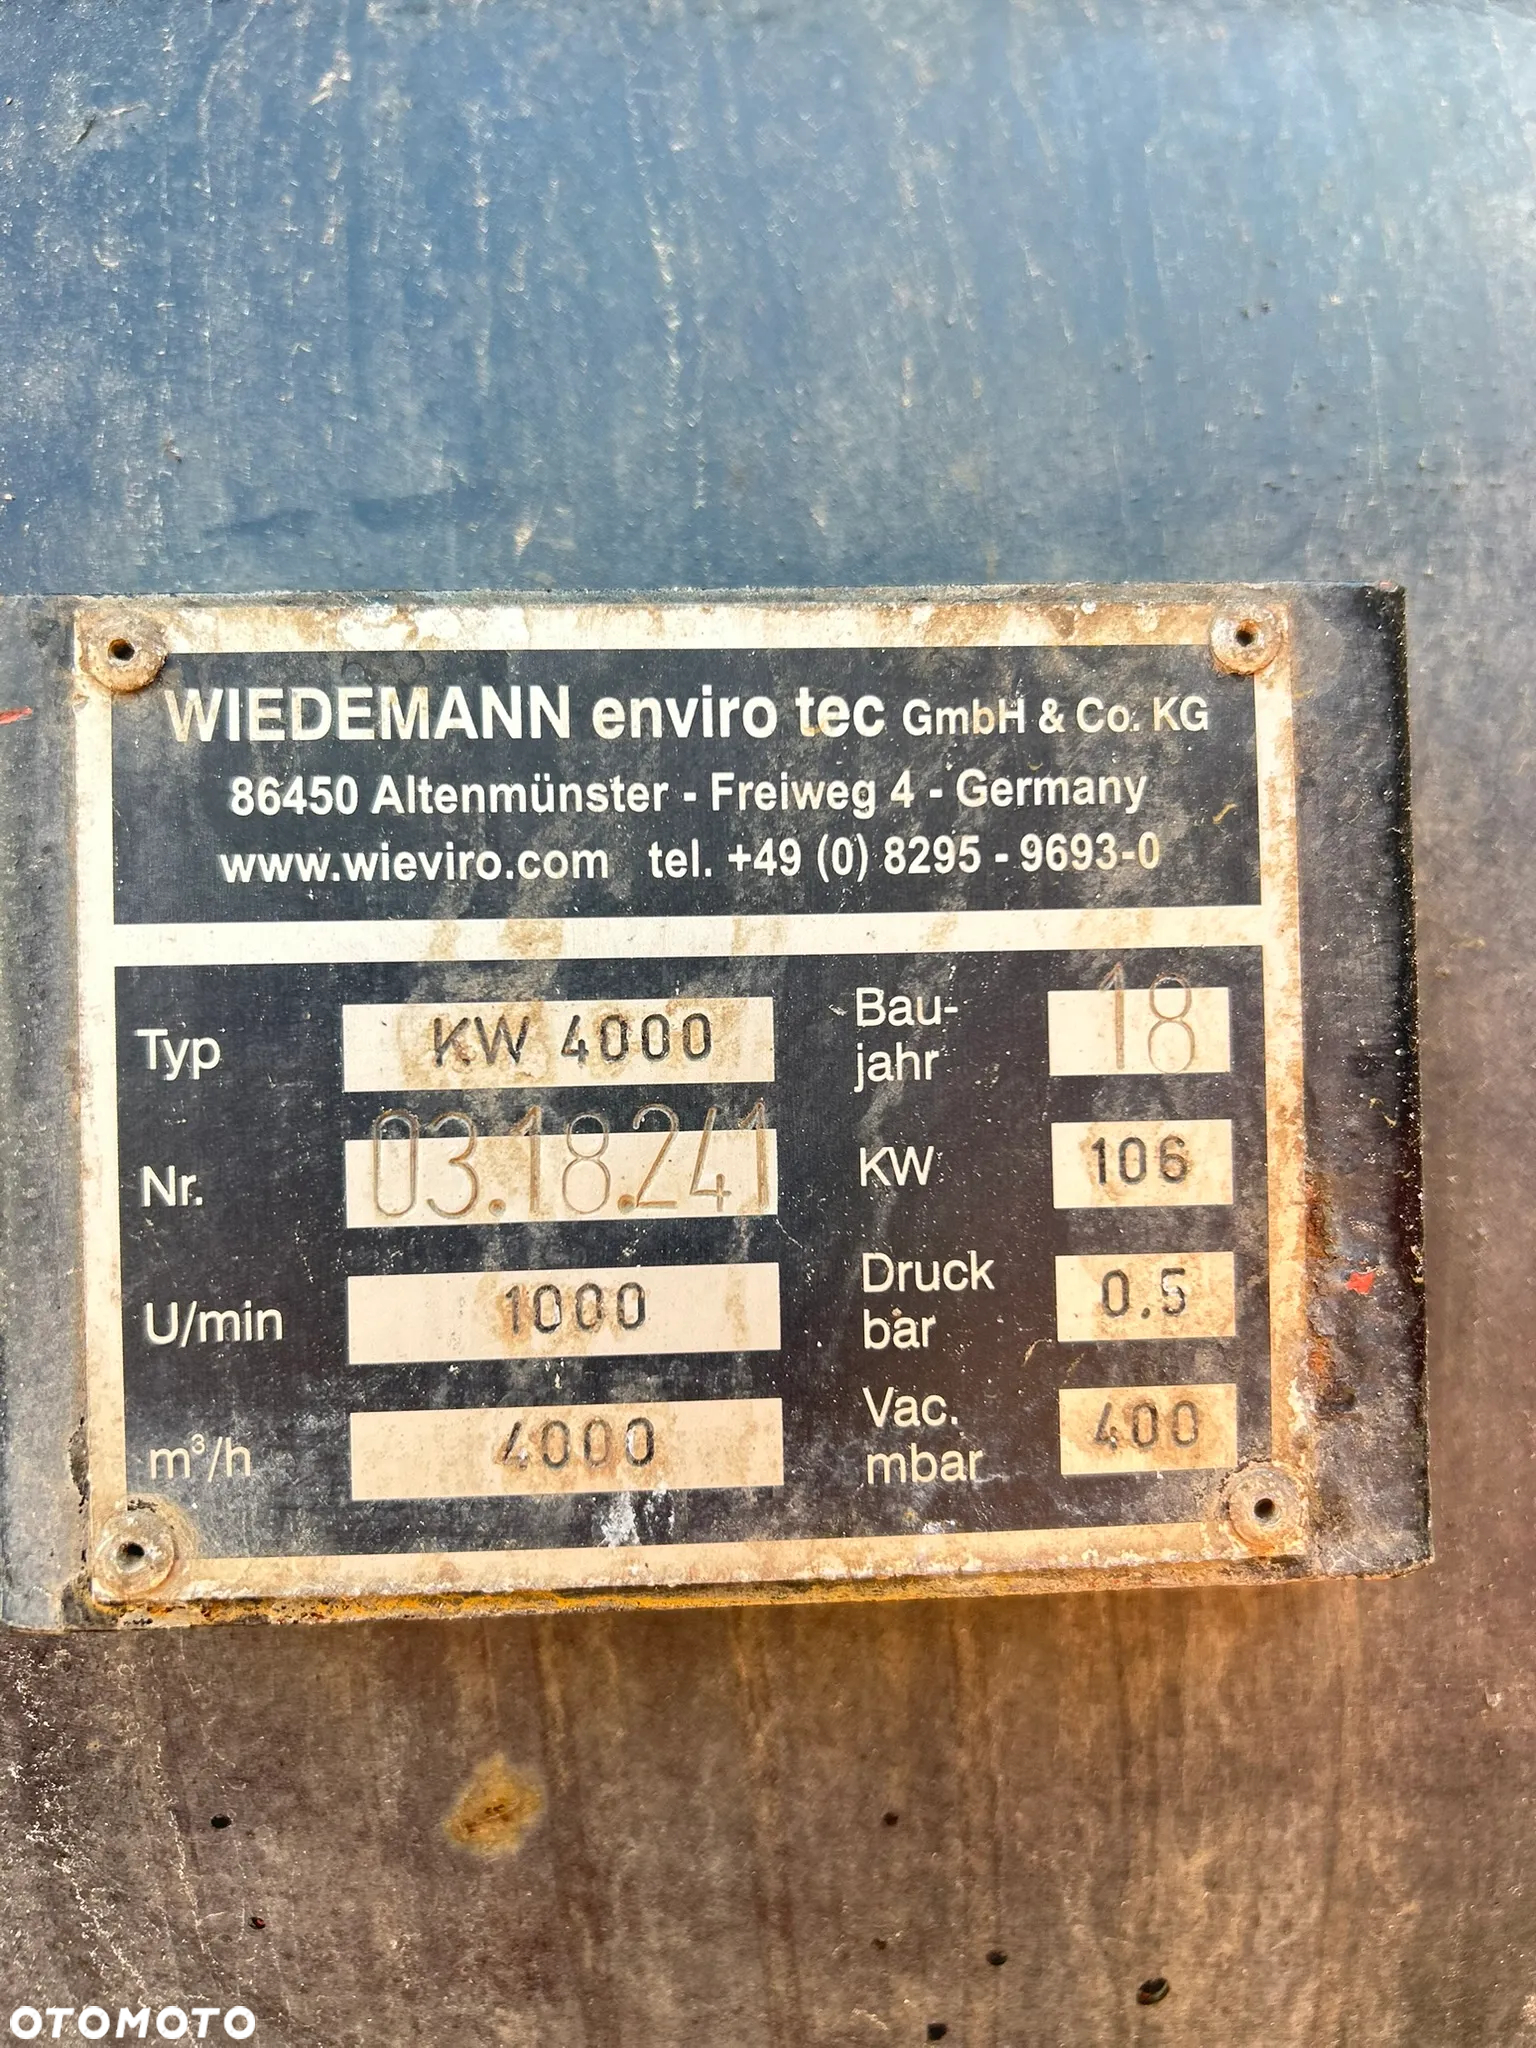 WIEDEMANN enviro tec GmbH & Co. KG
86450 Altenmünster - Freiweg 4 - Germany
www.wieviro.com tel. +49 (0) 8295 - 9693-0
Typ KW 4000
Nr. 03.18.241
U/min 1000
m³/h 4000
Bau-
jahr 18
KW 106
Druck
bar 0.5
Vac.
mbar 400
OTOMOTO